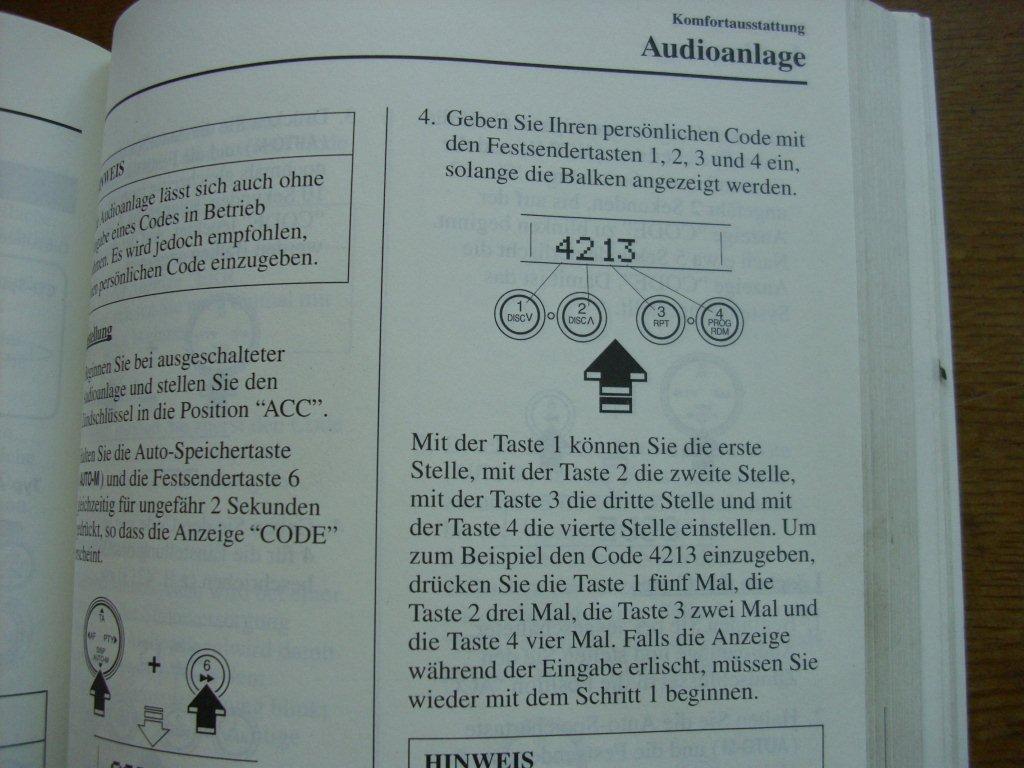 Komfortausstattung
Audioanlage
Audioanlage lässt sich auch ohne
eines Codes in Betrieb
Es wird jedoch empfohlen,
persönlichen Code einzugeben.
Sie bei ausgeschalteter
und stellen Sie den
in die Position “ACC”.
Sie die Auto-Speichertaste
AUTO-M) und die Festsendertaste 6
für ungefähr 2 Sekunden
so dass die Anzeige “CODE”
TA
AF PTY
DISP
AUTO-M
+
6
4. Geben Sie Ihren persönlichen Code mit
den Festsendertasten 1, 2, 3 und 4 ein,
solange die Balken angezeigt werden.
4213
1 DISC∨
2 DISC∧
3 RPT
4 PROG RDM
Mit der Taste 1 können Sie die erste
Stelle, mit der Taste 2 die zweite Stelle,
mit der Taste 3 die dritte Stelle und mit
der Taste 4 die vierte Stelle einstellen. Um
zum Beispiel den Code 4213 einzugeben,
drücken Sie die Taste 1 fünf Mal, die
Taste 2 drei Mal, die Taste 3 zwei Mal und
die Taste 4 vier Mal. Falls die Anzeige
während der Eingabe erlischt, müssen Sie
wieder mit dem Schritt 1 beginnen.
HINWEIS